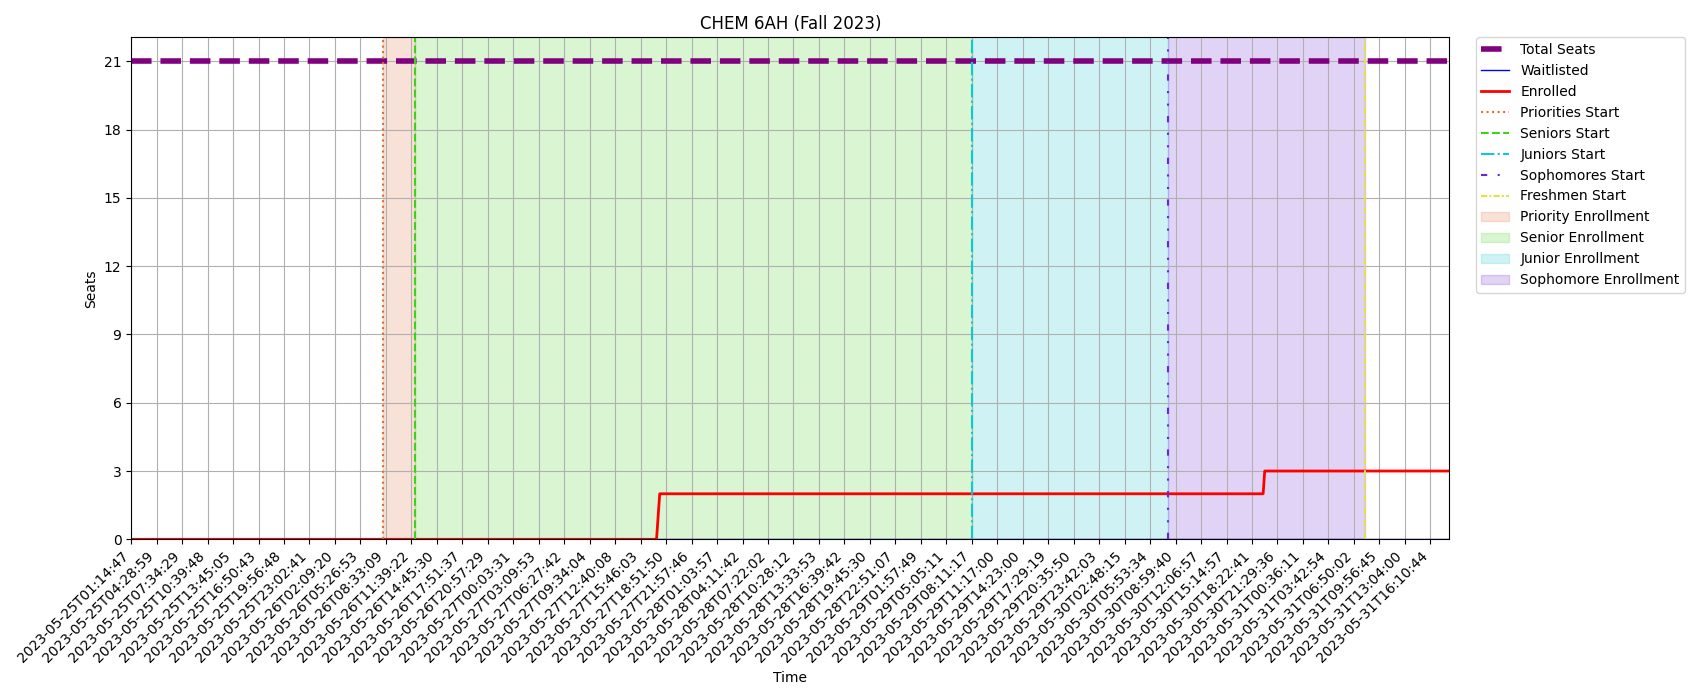 CHEM 6AH (Fall 2023)
Seats
21
18
15
12
9
6
3
0
2023-05-25T01:14:47
2023-05-25T04:28:59
2023-05-25T07:34:29
2023-05-25T10:39:48
2023-05-25T13:45:05
2023-05-25T16:50:43
2023-05-25T19:56:48
2023-05-25T23:02:41
2023-05-26T02:09:20
2023-05-26T05:26:53
2023-05-26T08:33:09
2023-05-26T11:39:22
2023-05-26T14:45:30
2023-05-26T17:51:37
2023-05-26T20:57:29
2023-05-27T00:03:31
2023-05-27T03:09:53
2023-05-27T06:27:42
2023-05-27T09:34:04
2023-05-27T12:40:08
2023-05-27T15:46:03
2023-05-27T18:51:50
2023-05-27T21:57:46
2023-05-28T01:03:57
2023-05-28T04:11:42
2023-05-28T07:22:02
2023-05-28T10:28:12
2023-05-28T13:33:53
2023-05-28T16:39:42
2023-05-28T19:45:30
2023-05-28T22:51:07
2023-05-29T01:57:49
2023-05-29T05:05:11
2023-05-29T08:11:17
2023-05-29T11:17:00
2023-05-29T14:23:00
2023-05-29T17:29:19
2023-05-29T20:35:50
2023-05-29T23:42:03
2023-05-30T02:48:15
2023-05-30T05:53:34
2023-05-30T08:59:40
2023-05-30T12:06:57
2023-05-30T15:14:57
2023-05-30T18:22:41
2023-05-30T21:29:36
2023-05-31T00:36:11
2023-05-31T03:42:54
2023-05-31T06:50:02
2023-05-31T09:56:45
2023-05-31T13:04:00
2023-05-31T16:10:44
Time
Total Seats
Waitlisted
Enrolled
Priorities Start
Seniors Start
Juniors Start
Sophomores Start
Freshmen Start
Priority Enrollment
Senior Enrollment
Junior Enrollment
Sophomore Enrollment